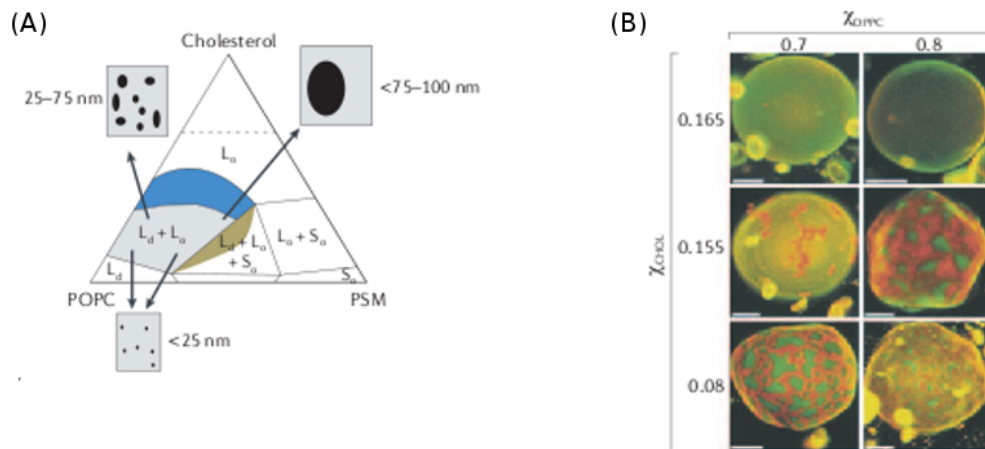 (A)
Cholesterol
25–75 nm
<75–100 nm
Lo
Ld + Lo
Ld + Lo
+ So
Lo + So
Ld
So
POPC
PSM
<25 nm
(B)
χDPPC
0.7
0.8
χCHOL
0.165
0.155
0.08